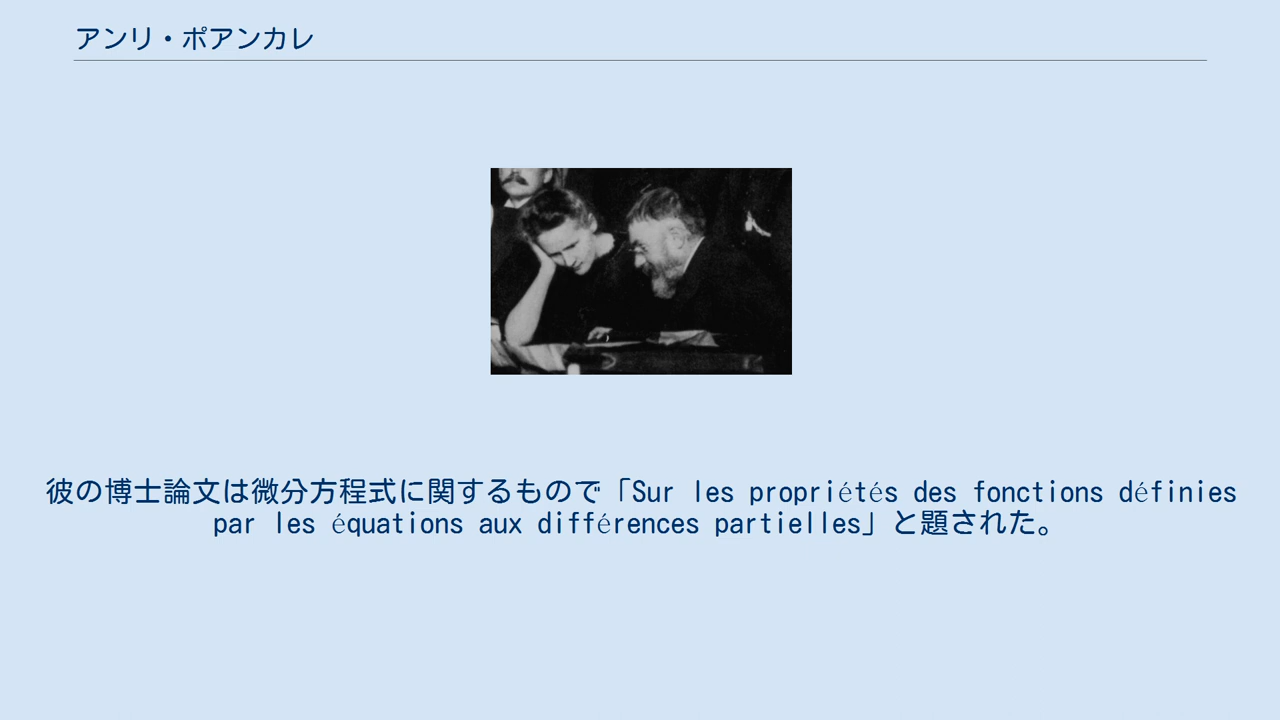 アンリ・ポアンカレ
彼の博士論文は微分方程式に関するもので「Sur les propriétés des fonctions définies
par les équations aux différences partielles」と題された。